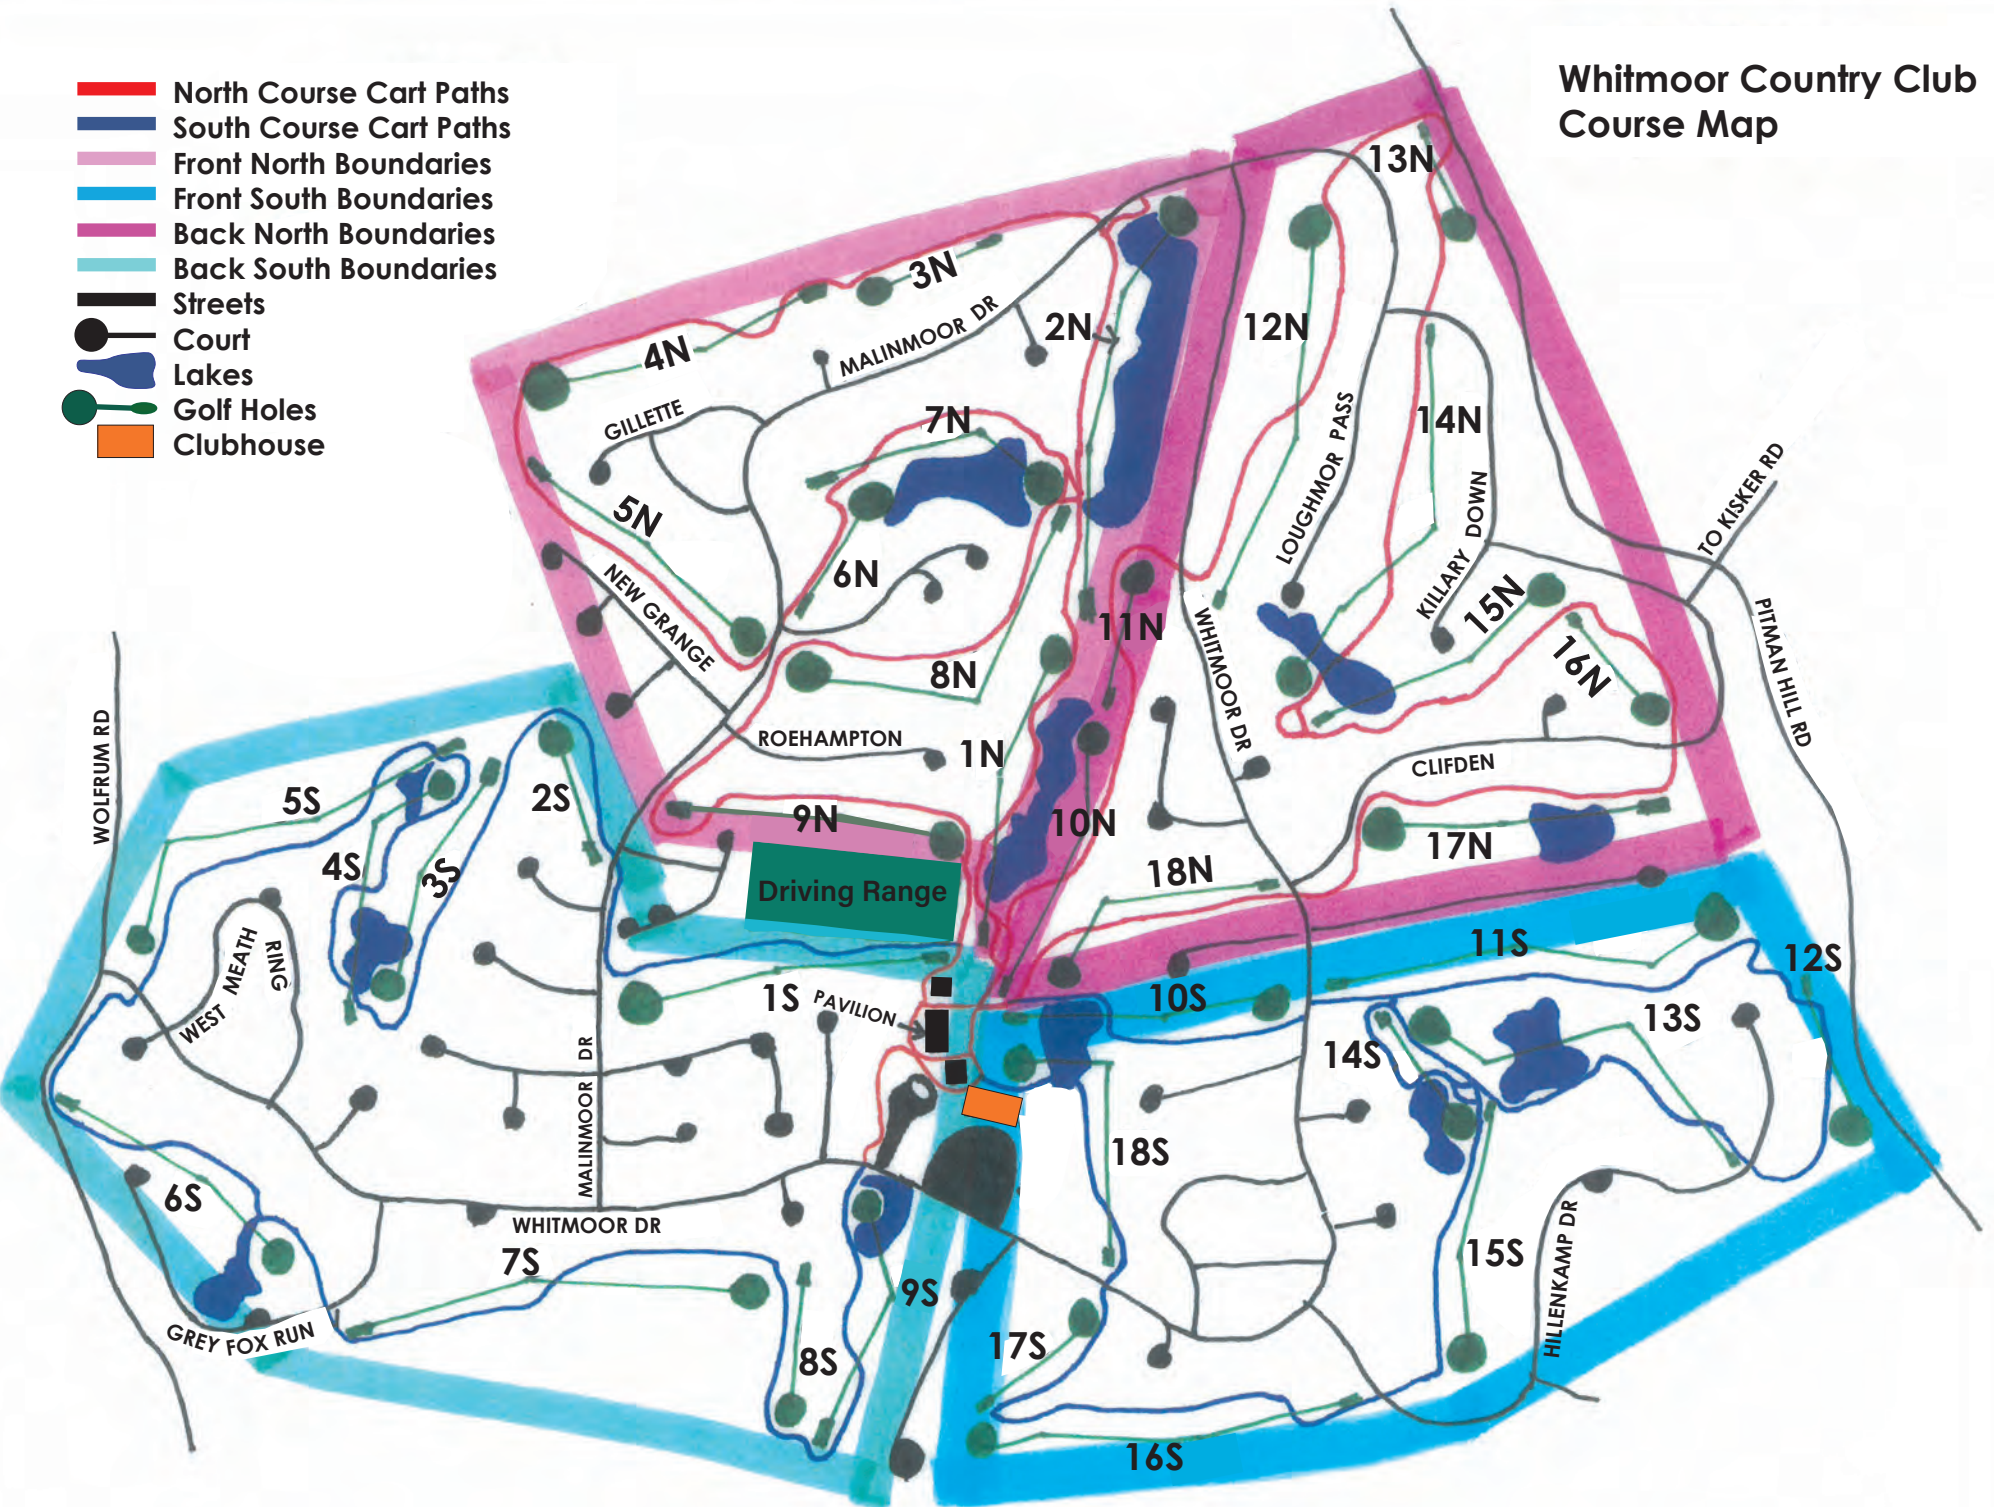 Whitmoor Country Club
Course Map
North Course Cart Paths
South Course Cart Paths
Front North Boundaries
Front South Boundaries
Back North Boundaries
Back South Boundaries
Streets
Court
Lakes
Golf Holes
Clubhouse
13N
3N
2N
12N
MALINMOOR DR
4N
GILLETTE
7N
LOUGHMOR PASS
14N
KILLARY DOWN
TO KISKER RD
5N
6N
NEW GRANGE
11N
15N
16N
WHITMOOR DR
PITMAN HILL RD
8N
ROEHAMPTON
1N
CLIFDEN
WOLFRUM RD
5S
2S
9N
10N
17N
4S
3S
18N
Driving Range
WEST MEATH RING
1S
PAVILION
10S
11S
12S
13S
14S
MALINMOOR DR
18S
6S
WHITMOOR DR
7S
9S
15S
HILLENKAMP DR
GREY FOX RUN
8S
17S
16S